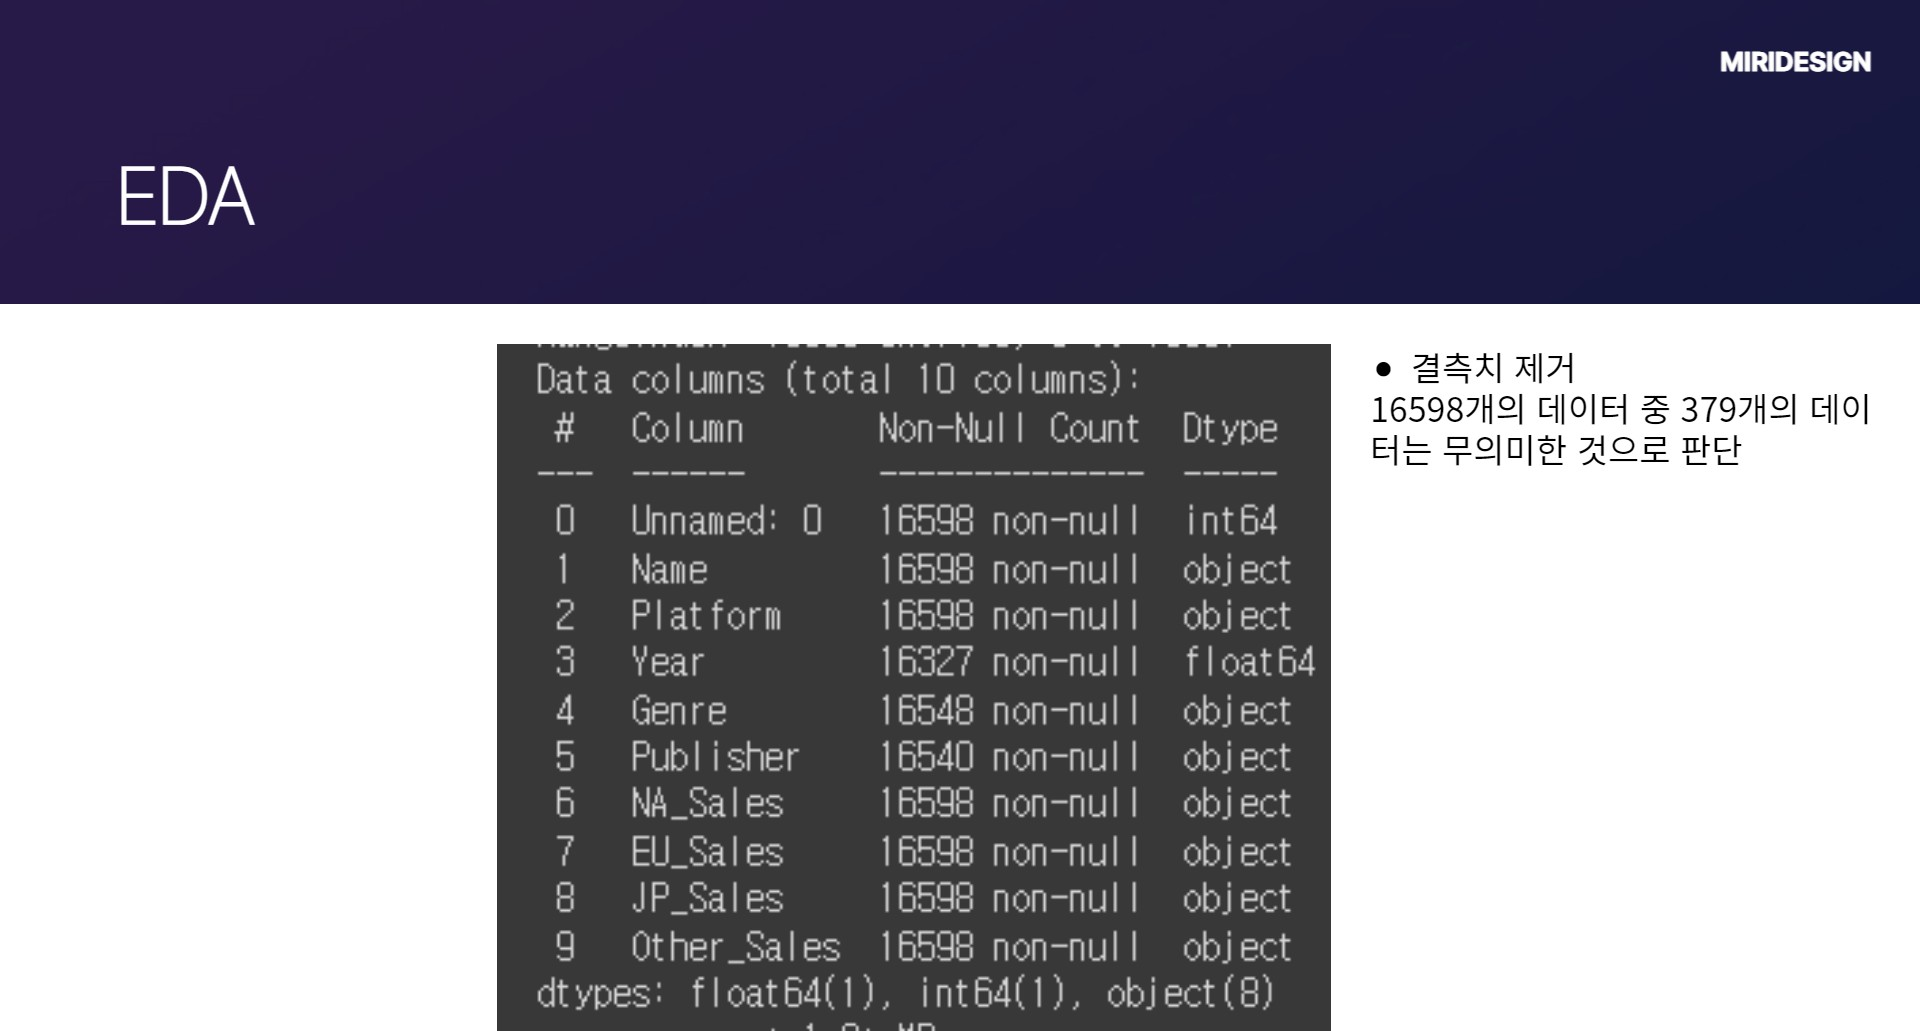 MIRIDESIGN
EDA
Data columns (total 10 columns):
# Column Non-Null Count Dtype
--- ------ -------------- -----
0 Unnamed: 0 16598 non-null int64
1 Name 16598 non-null object
2 Platform 16598 non-null object
3 Year 16327 non-null float64
4 Genre 16548 non-null object
5 Publisher 16540 non-null object
6 NA_Sales 16598 non-null object
7 EU_Sales 16598 non-null object
8 JP_Sales 16598 non-null object
9 Other_Sales 16598 non-null object
dtypes: float64(1), int64(1), object(8)
● 결측치 제거
16598개의 데이터 중 379개의 데이
터는 무의미한 것으로 판단